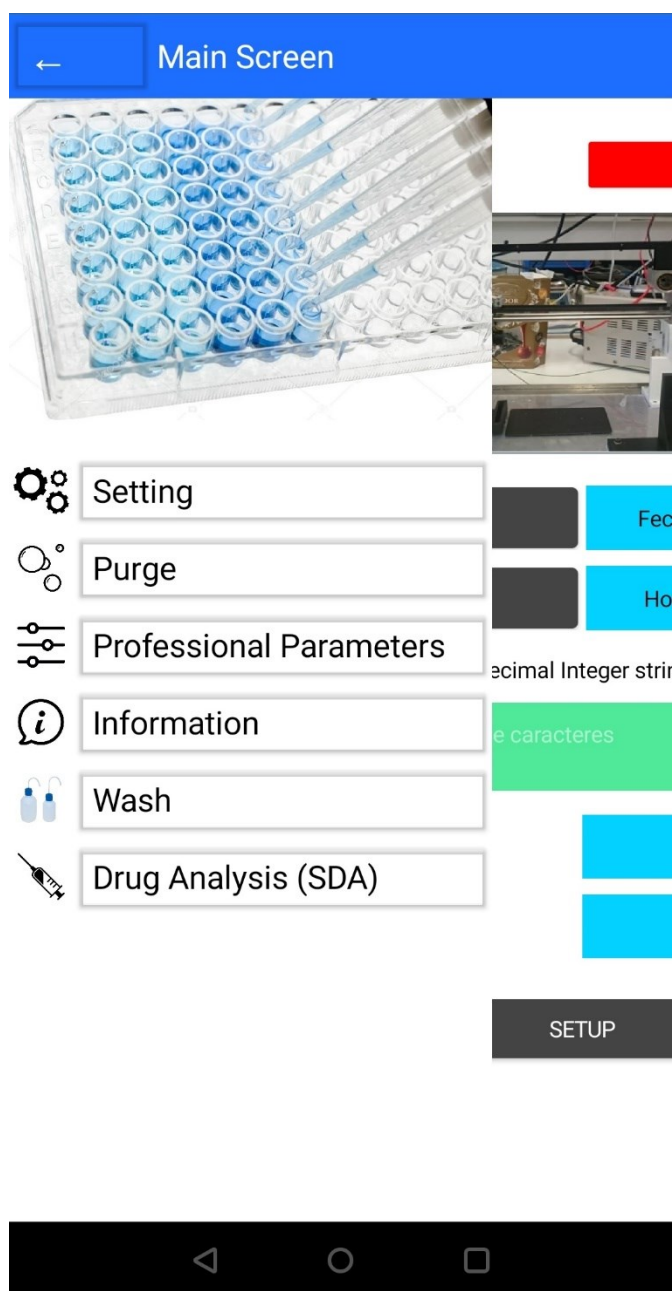 ← Main Screen
Setting
Purge
Professional Parameters
Information
Wash
Drug Analysis (SDA)
Fec
Ho
ecimal Integer strin
e caracteres
SETUP